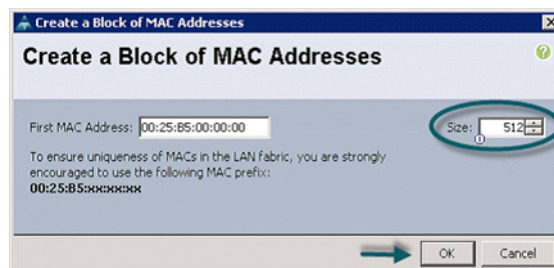 Create a Block of MAC Addresses
Create a Block of MAC Addresses
First MAC Address: 00:25:B5:00:00:00
Size: 512
To ensure uniqueness of MACs in the LAN fabric, you are strongly
encouraged to use the following MAC prefix:
00:25:B5:xx:xx:xx
OK Cancel